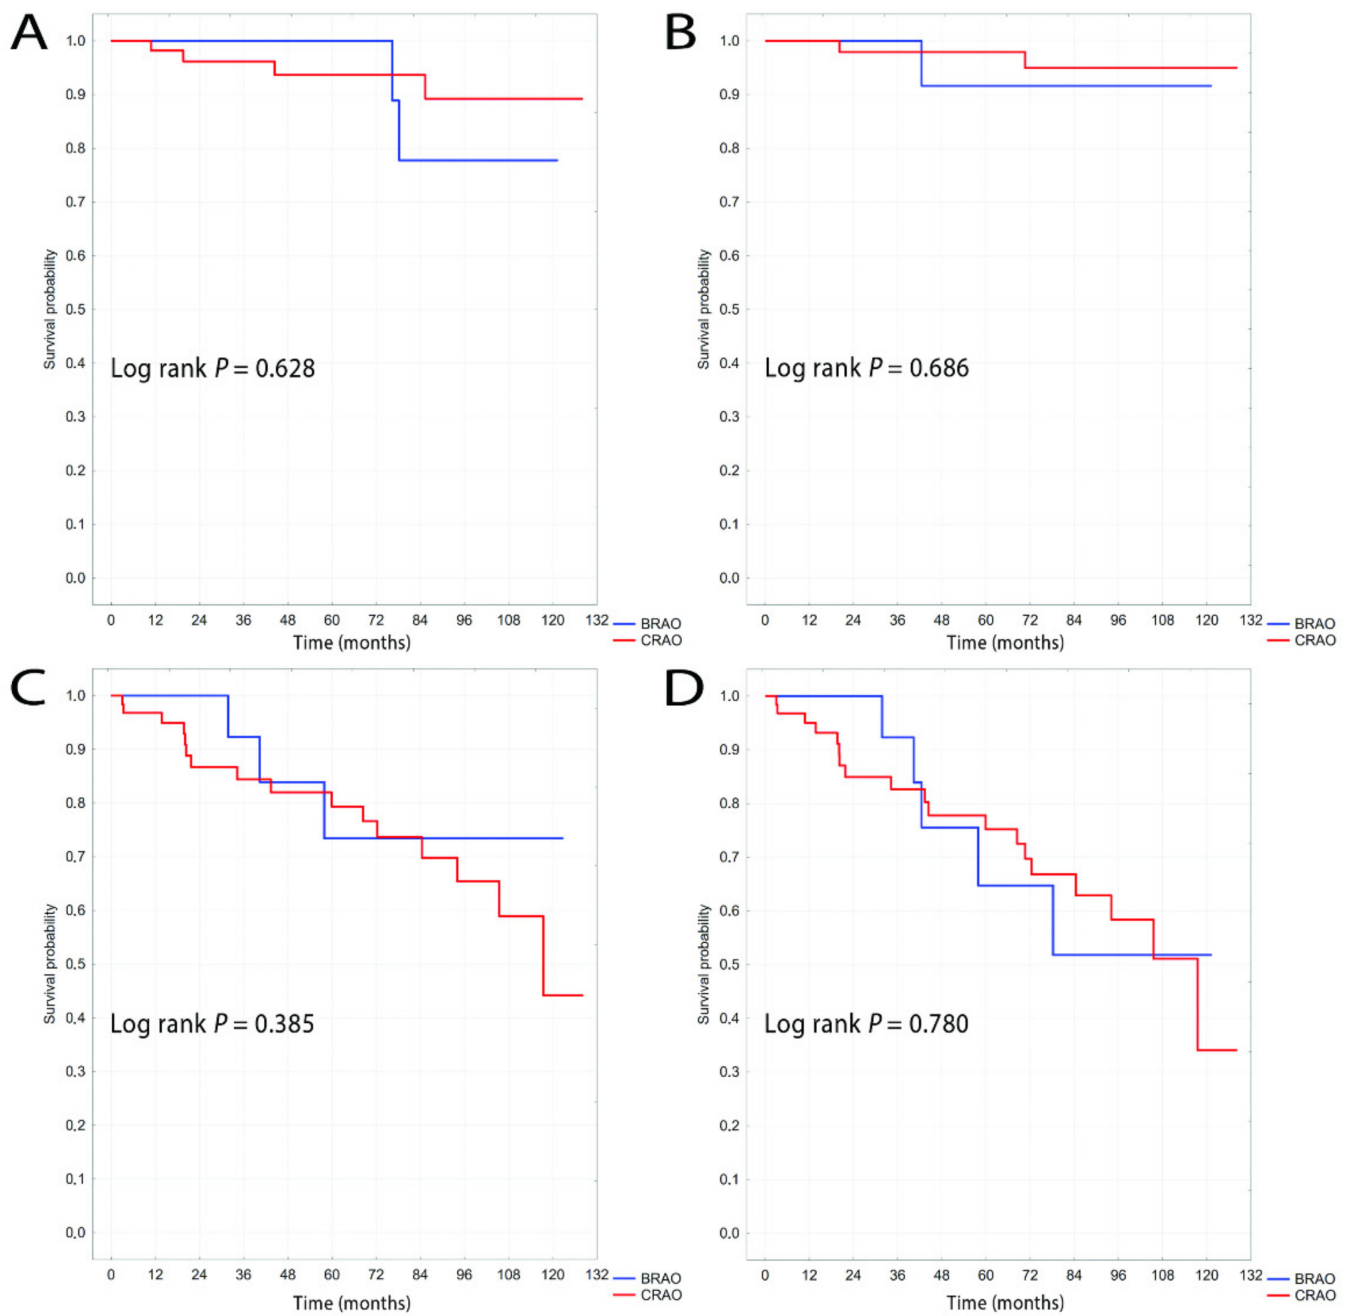 A
1.0
0.9
0.8
0.7
0.6
0.5
0.4
0.3
0.2
0.1
0.0
Survival probability
Log rank P = 0.628
0 12 24 36 48 60 72 84 96 108 120 132
Time (months)
BRAO
CRAO
B
1.0
0.9
0.8
0.7
0.6
0.5
0.4
0.3
0.2
0.1
0.0
Survival probability
Log rank P = 0.686
0 12 24 36 48 60 72 84 96 108 120 132
Time (months)
BRAO
CRAO
C
1.0
0.9
0.8
0.7
0.6
0.5
0.4
0.3
0.2
0.1
0.0
Survival probability
Log rank P = 0.385
0 12 24 36 48 60 72 84 96 108 120 132
Time (months)
BRAO
CRAO
D
1.0
0.9
0.8
0.7
0.6
0.5
0.4
0.3
0.2
0.1
0.0
Survival probability
Log rank P = 0.780
0 12 24 36 48 60 72 84 96 108 120 132
Time (months)
BRAO
CRAO